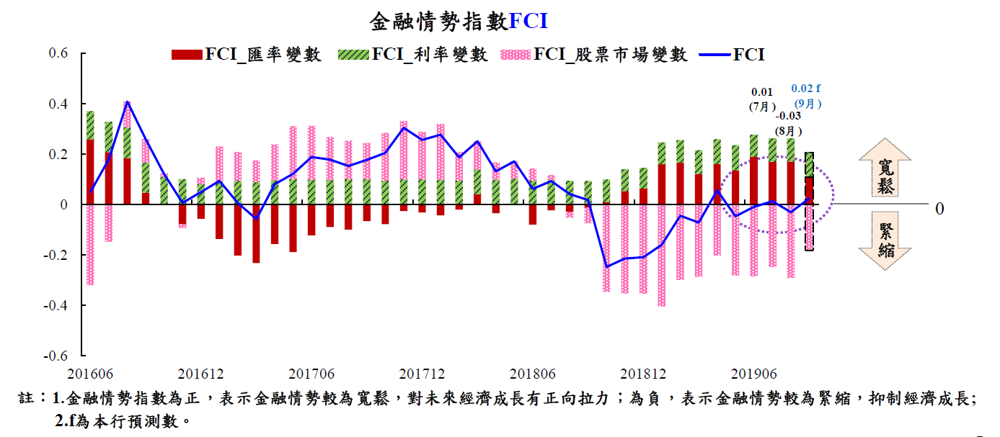 金融情勢指數FCI
FCI_匯率變數 FCI_利率變數 FCI_股票市場變數 FCI
0.6
0.4
0.2
0
-0.2
-0.4
-0.6
0.01
(7月)
0.02 f
(9月)
-0.03
(8月)
寬鬆
0
緊縮
201606 201612 201706 201712 201806 201812 201906
註：1.金融情勢指數為正，表示金融情勢較為寬鬆，對未來經濟成長有正向拉力；為負，表示金融情勢較為緊縮，抑制經濟成長;
2.f為本行預測數。